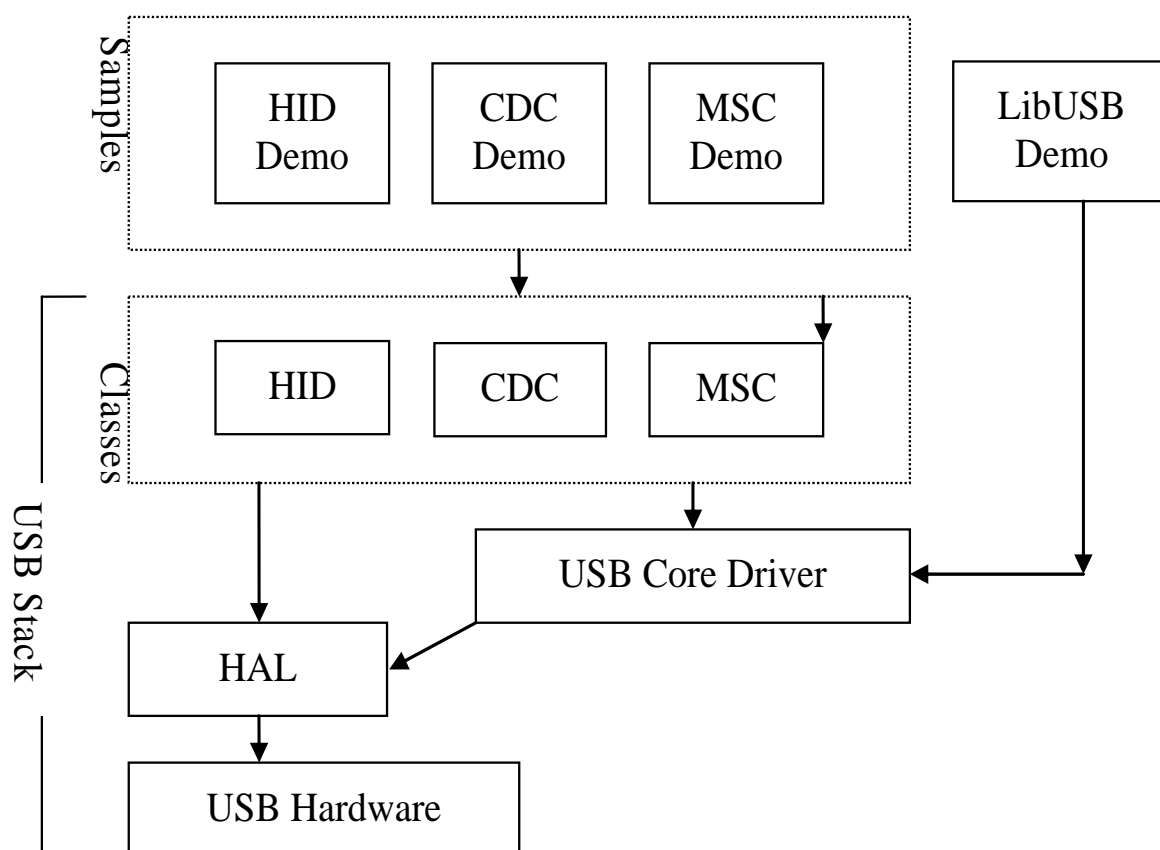 Samples
HID
Demo
CDC
Demo
MSC
Demo
LibUSB
Demo
Classes
HID
CDC
MSC
USB Stack
USB Core Driver
HAL
USB Hardware